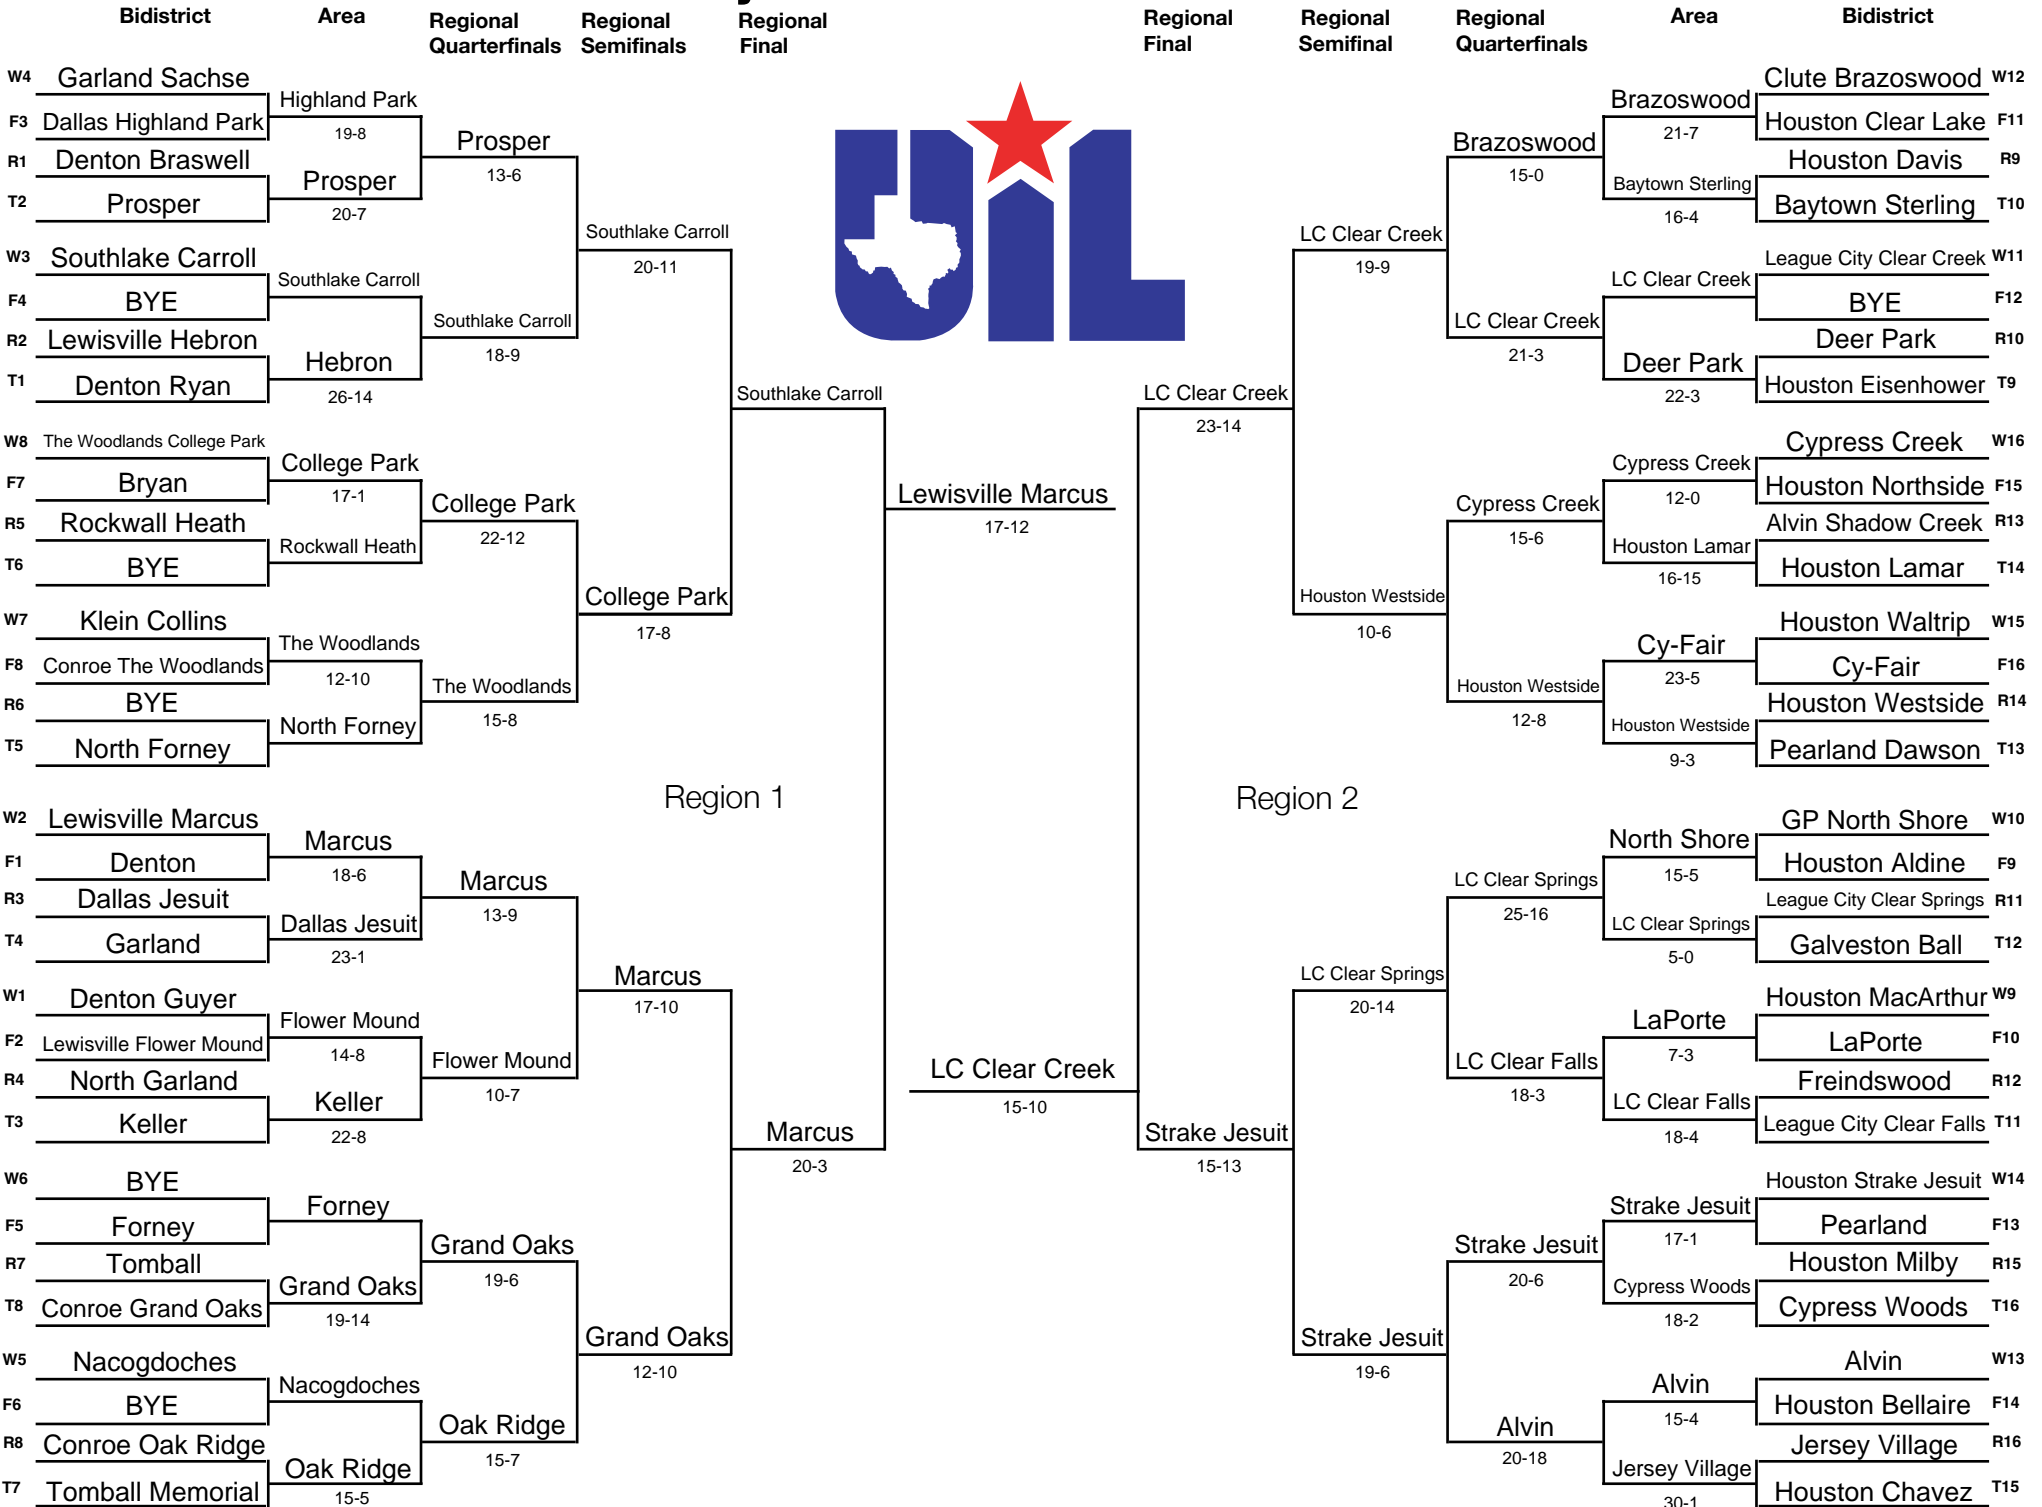 Bidistrict
Area
Regional
Quarterfinals
Regional
Semifinals
Regional
Final
Regional
Final
Regional
Semifinal
Regional
Quarterfinals
Area
Bidistrict
UIL
W4 Garland Sachse
F3 Dallas Highland Park
R1 Denton Braswell
T2 Prosper
W3 Southlake Carroll
F4 BYE
R2 Lewisville Hebron
T1 Denton Ryan
W8 The Woodlands College Park
F7 Bryan
R5 Rockwall Heath
T6 BYE
W7 Klein Collins
F8 Conroe The Woodlands
R6 BYE
T5 North Forney
W2 Lewisville Marcus
F1 Denton
R3 Dallas Jesuit
T4 Garland
W1 Denton Guyer
F2 Lewisville Flower Mound
R4 North Garland
T3 Keller
W6 BYE
F5 Forney
R7 Tomball
T8 Conroe Grand Oaks
W5 Nacogdoches
F6 BYE
R8 Conroe Oak Ridge
T7 Tomball Memorial
Highland Park
19-8
Prosper
20-7
Southlake Carroll
Hebron
26-14
College Park
17-1
Rockwall Heath
The Woodlands
12-10
North Forney
Marcus
18-6
Dallas Jesuit
23-1
Flower Mound
14-8
Keller
22-8
Forney
Grand Oaks
19-14
Nacogdoches
Oak Ridge
15-5
Prosper
13-6
Southlake Carroll
18-9
College Park
22-12
The Woodlands
15-8
Marcus
13-9
Flower Mound
10-7
Grand Oaks
19-6
Oak Ridge
15-7
Southlake Carroll
20-11
College Park
17-8
Marcus
17-10
Grand Oaks
12-10
Southlake Carroll
Marcus
20-3
Region 1
Lewisville Marcus
17-12
LC Clear Creek
15-10
Region 2
LC Clear Creek
23-14
Strake Jesuit
15-13
LC Clear Creek
19-9
Houston Westside
10-6
LC Clear Springs
20-14
Strake Jesuit
19-6
Brazoswood
15-0
LC Clear Creek
21-3
Cypress Creek
15-6
Houston Westside
12-8
LC Clear Springs
25-16
LC Clear Falls
18-3
Strake Jesuit
20-6
Alvin
20-18
Brazoswood
21-7
Baytown Sterling
16-4
LC Clear Creek
Deer Park
22-3
Cypress Creek
12-0
Houston Lamar
16-15
Cy-Fair
23-5
Houston Westside
9-3
North Shore
15-5
LC Clear Springs
5-0
LaPorte
7-3
LC Clear Falls
18-4
Strake Jesuit
17-1
Cypress Woods
18-2
Alvin
15-4
Jersey Village
30-1
Clute Brazoswood W12
Houston Clear Lake F11
Houston Davis R9
Baytown Sterling T10
League City Clear Creek W11
BYE F12
Deer Park R10
Houston Eisenhower T9
Cypress Creek W16
Houston Northside F15
Alvin Shadow Creek R13
Houston Lamar T14
Houston Waltrip W15
Cy-Fair F16
Houston Westside R14
Pearland Dawson T13
GP North Shore W10
Houston Aldine F9
League City Clear Springs R11
Galveston Ball T12
Houston MacArthur W9
LaPorte F10
Freindswood R12
League City Clear Falls T11
Houston Strake Jesuit W14
Pearland F13
Houston Milby R15
Cypress Woods T16
Alvin W13
Houston Bellaire F14
Jersey Village R16
Houston Chavez T15